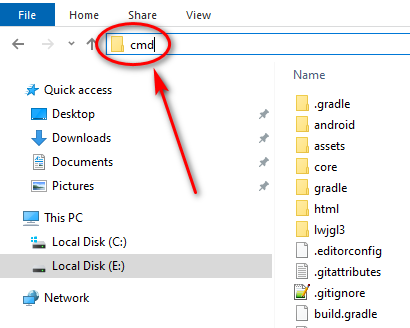 File Home Share View
cmd
Quick access
Desktop
Downloads
Documents
Pictures
This PC
Local Disk (C:)
Local Disk (E:)
Network
Name
.gradle
android
assets
core
gradle
html
lwjgl3
.editorconfig
.gitattributes
.gitignore
build.gradle